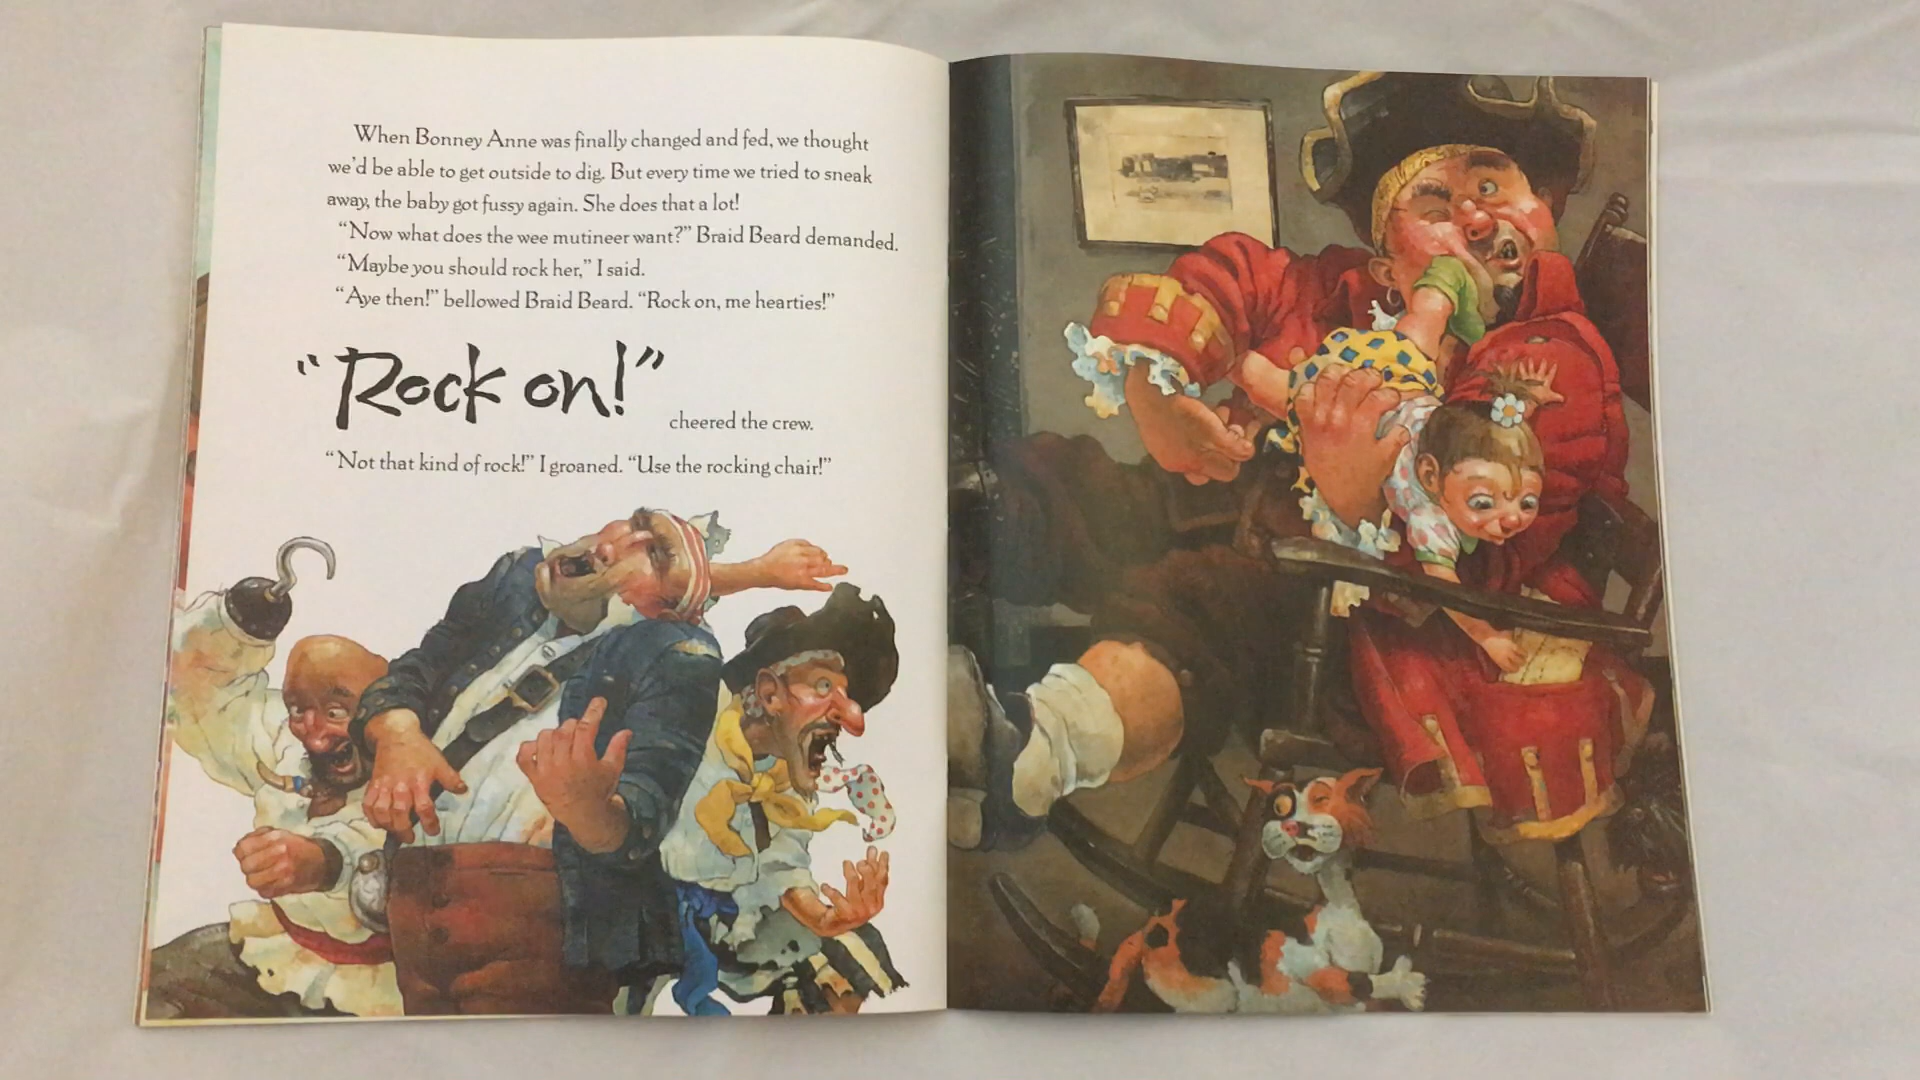 When Bonney Anne was finally changed and fed, we thought
we'd be able to get outside to dig. But every time we tried to sneak
away, the baby got fussy again. She does that a lot!
“Now what does the wee mutineer want?” Braid Beard demanded.
“Maybe you should rock her,” I said.
“Aye then!” bellowed Braid Beard. “Rock on, me hearties!”
“Rock on!” cheered the crew.
“Not that kind of rock!” I groaned. “Use the rocking chair!”